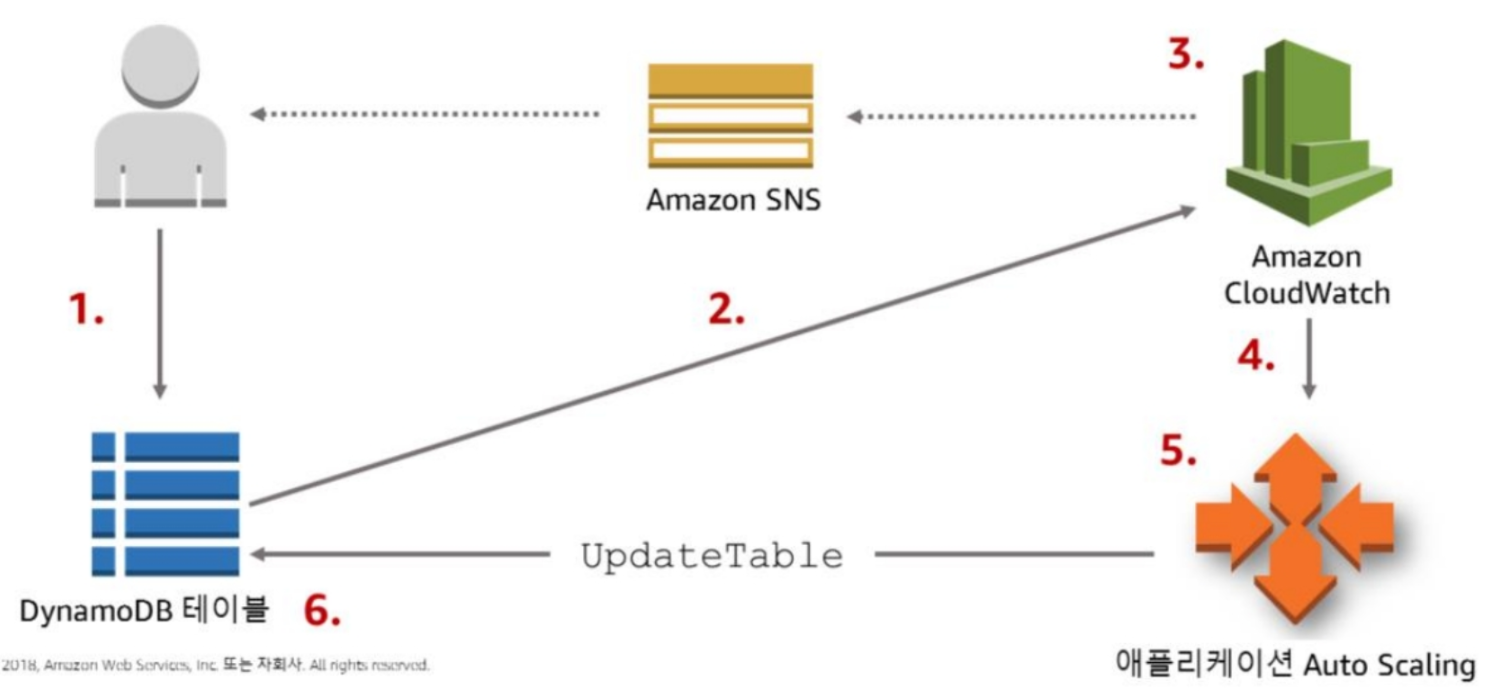 3.
Amazon SNS
Amazon
CloudWatch
1.
2.
4.
5.
UpdateTable
DynamoDB 테이블
6.
2018, Amazon Web Services, Inc. 또는 자회사. All rights reserved.
애플리케이션 Auto Scaling